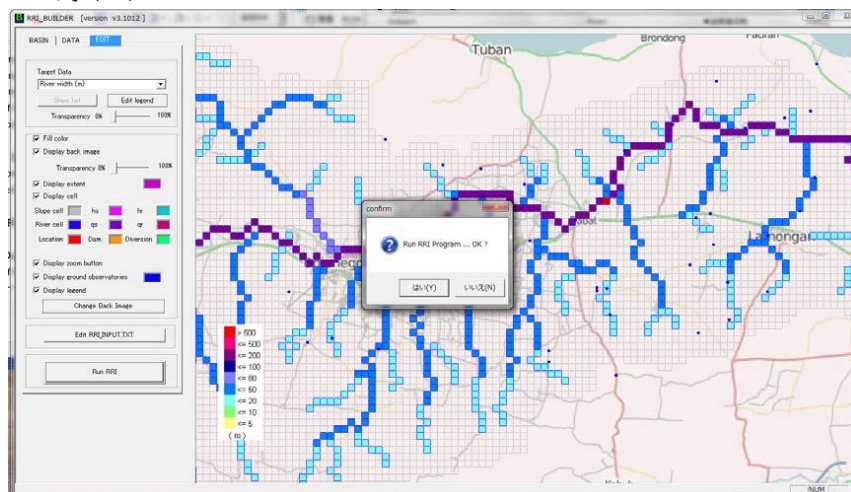 RRI_BUILDER [version v3.1012]
BASIN
DATA
EDIT
Target Data
River width (m)
Edit legend
Transparency 0%
100%
Fill color
Display back image
Transparency 0%
100%
Display extent
Display cell
Slope cell
hs
hr
River cell
qs
qr
Location
Dam
Diversion
Display zoom button
Display ground observatories
Display legend
Change Back Image
Edit RRI_INPUT.TXT
Run RRI
Tuban
Brondong
Lamongan
confirm
Run RRI Program ... OK ?
はい(Y)
いいえ(N)
> 500
<= 500
<= 200
<= 100
<= 80
<= 50
<= 20
<= 10
<= 5
( m )
NUM